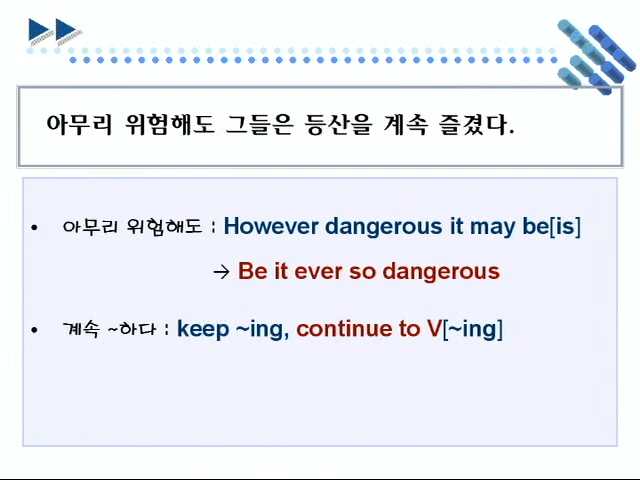 아무리 위험해도 그들은 등산을 계속 즐겼다.
• 아무리 위험해도 : However dangerous it may be[is]
→ Be it ever so dangerous
• 계속 ~하다 : keep ~ing, continue to V[~ing]